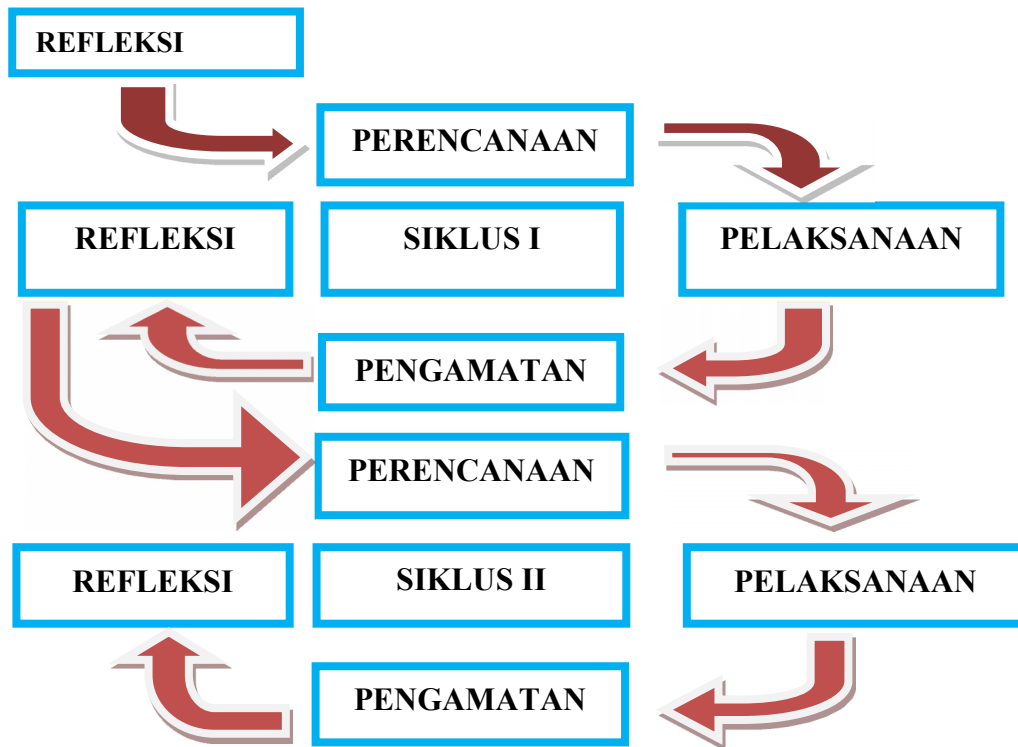 REFLEKSI
PERENCANAAN
REFLEKSI
SIKLUS I
PELAKSANAAN
PENGAMATAN
PERENCANAAN
REFLEKSI
SIKLUS II
PELAKSANAAN
PENGAMATAN